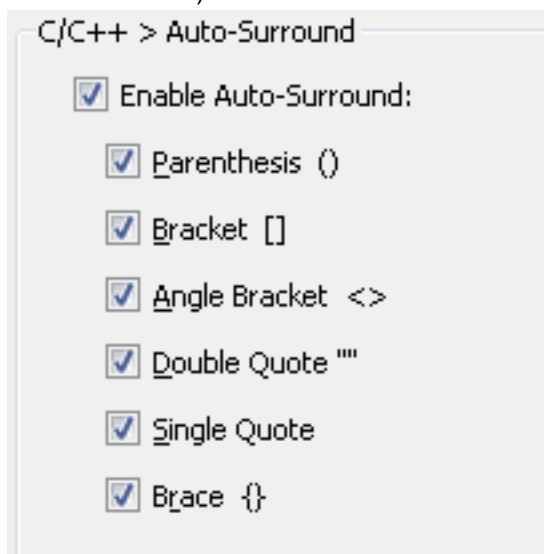 C/C++ > Auto-Surround
Enable Auto-Surround:
Parenthesis ()
Bracket []
Angle Bracket <>
Double Quote ""
Single Quote
Brace {}